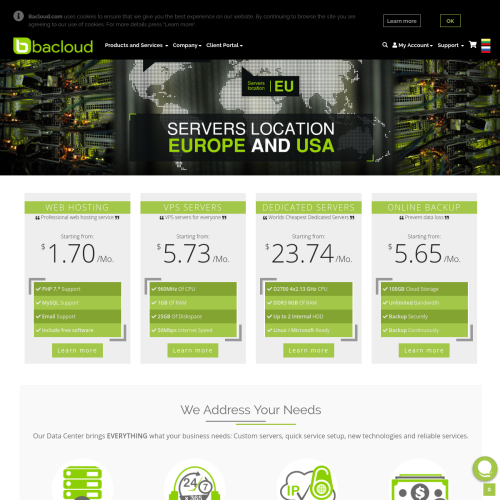 Bacloud.com uses cookies to ensure that we give you the best experience on our website. By continuing to browse the site you are
agreeing to our use of cookies. For more details press "Learn more".
Learn more
OK
bacloud
Products and Services
Company
Client Portal
My Account
Support
Servers
location
EU
SERVERS LOCATION
EUROPE AND USA
WEB HOSTING
Professional web hosting service
Starting from:
$1.70/Mo.
PHP 7.* Support
MySQL Support
Email Support
Include free software
Learn more
VPS SERVERS
VPS servers for everyone
Starting from:
$5.73/Mo.
960MHz Of CPU
1GB Of RAM
25GB Of Diskspace
50Mbps Internet Speed
Learn more
DEDICATED SERVERS
Worlds Cheapest Dedicated Servers
Starting from:
$23.74/Mo.
D2700 4x2.13 GHz CPU
DDR3 6GB Of RAM
Up to 2 Internal HDD
Linux / Microsoft Ready
Learn more
ONLINE BACKUP
Prevent data loss
Starting from:
$5.65/Mo.
100GB Cloud Storage
Unlimited Bandwidth
Backup Securely
Backup Continuously
Learn more
We Address Your Needs
Our Data Center brings EVERYTHING what your business needs: Custom servers, quick service setup, new technologies and reliable services.
24 7
x 365
IP